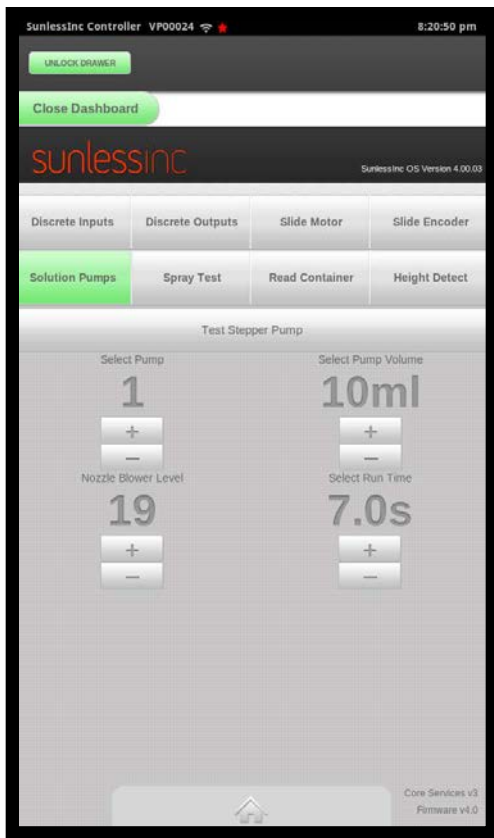 SunlessInc Controller VP00024 8:20:50 pm
UNLOCK DRAWER
Close Dashboard
sunlessinc
SunlessInc OS Version 4.00.03
Discrete Inputs Discrete Outputs Slide Motor Slide Encoder
Solution Pumps Spray Test Read Container Height Detect
Test Stepper Pump
Select Pump Select Pump Volume
1 10ml
+ +
− −
Nozzle Blower Level Select Run Time
19 7.0s
+ +
− −
Core Services v3
Firmware v4.0